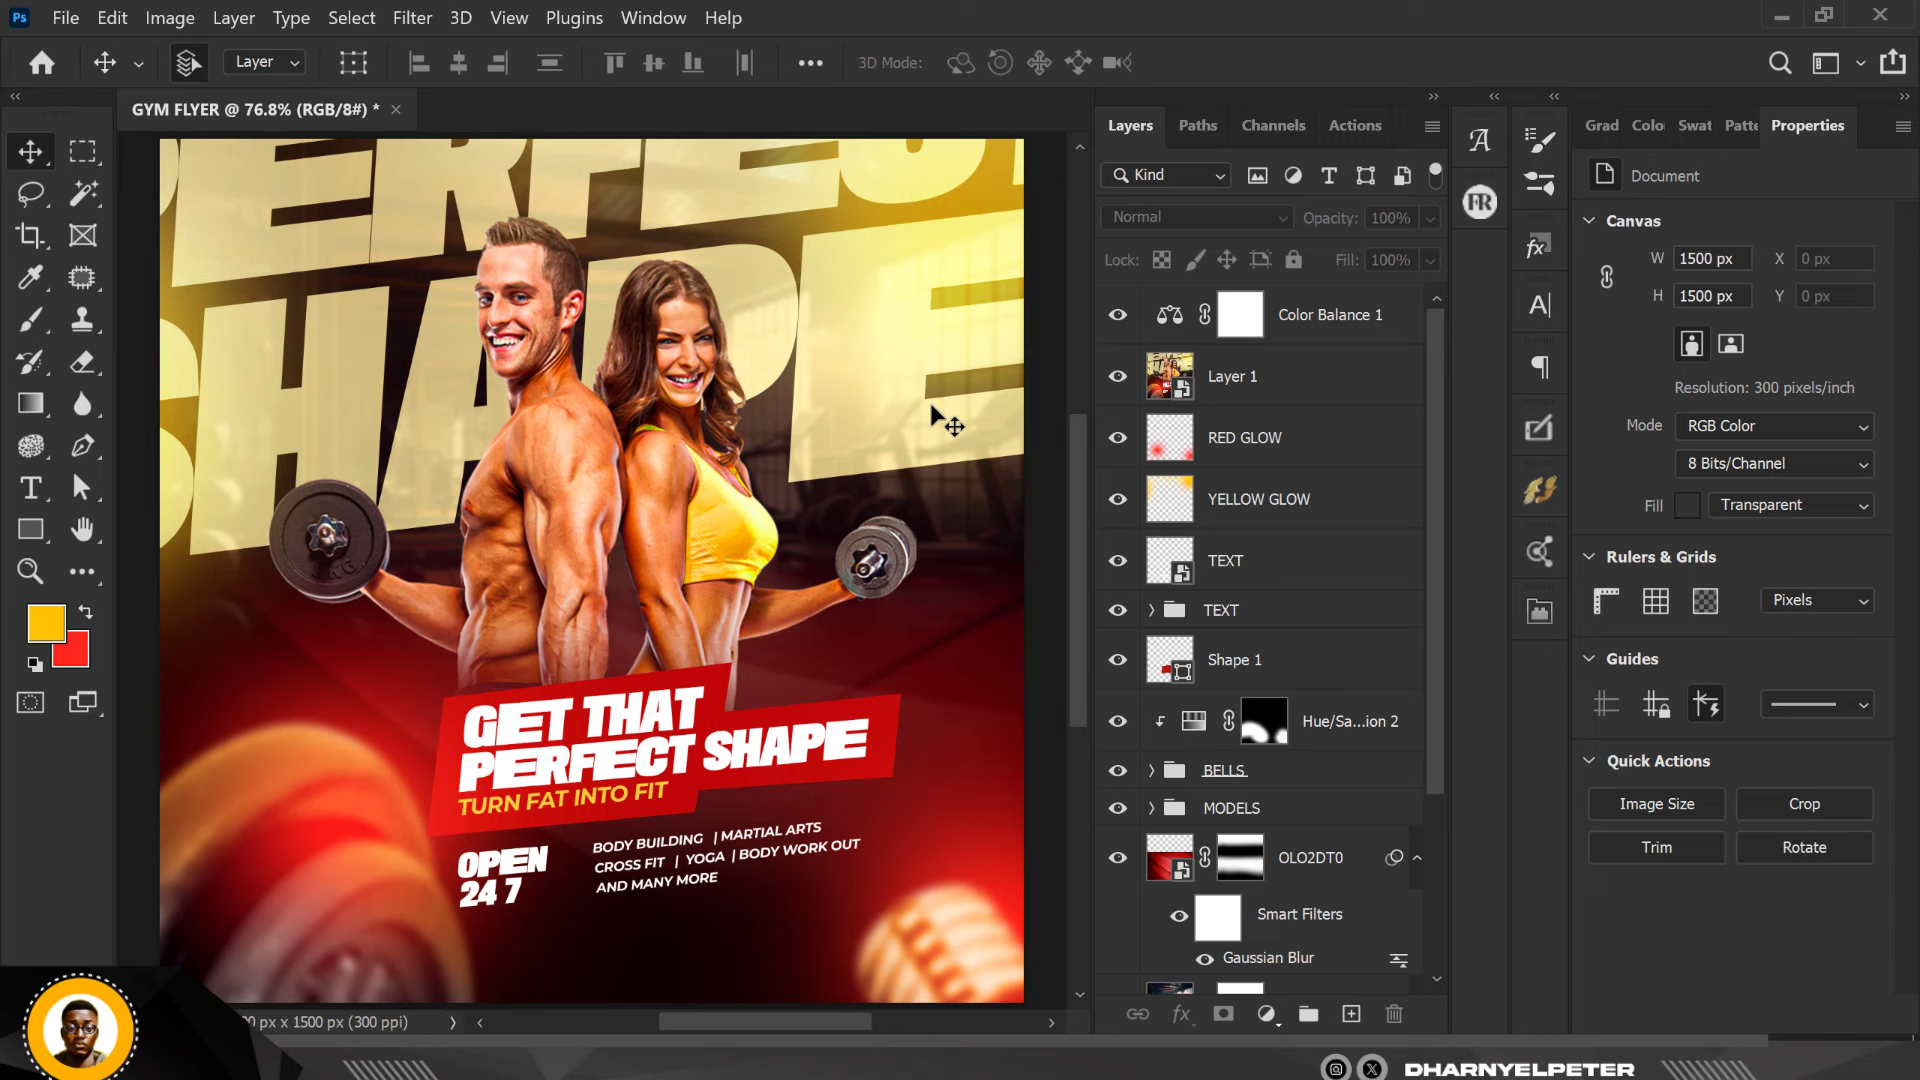 Ps File Edit Image Layer Type Select Filter 3D View Plugins Window Help
Layer 3D Mode:
GYM FLYER @ 76.8% (RGB/8#) *
PERFECT
SHAPE
GET THAT
PERFECT SHAPE
TURN FAT INTO FIT
OPEN
24 7
BODY BUILDING | MARTIAL ARTS
CROSS FIT | YOGA | BODY WORK OUT
AND MANY MORE
00 px x 1500 px (300 ppi)
Layers Paths Channels Actions
Kind
Normal Opacity: 100%
Lock: Fill: 100%
Color Balance 1
Layer 1
RED GLOW
YELLOW GLOW
TEXT
TEXT
Shape 1
Hue/Sa...ion 2
BELLS
MODELS
OLO2DT0
Smart Filters
Gaussian Blur
fx
A
FR
fx
A|
Grad Colo Swat Patte Properties
Document
Canvas
W 1500 px X 0 px
H 1500 px Y 0 px
Resolution: 300 pixels/inch
Mode RGB Color
8 Bits/Channel
Fill Transparent
Rulers & Grids
Pixels
Guides
Quick Actions
Image Size Crop
Trim Rotate
DHARNYELPETER